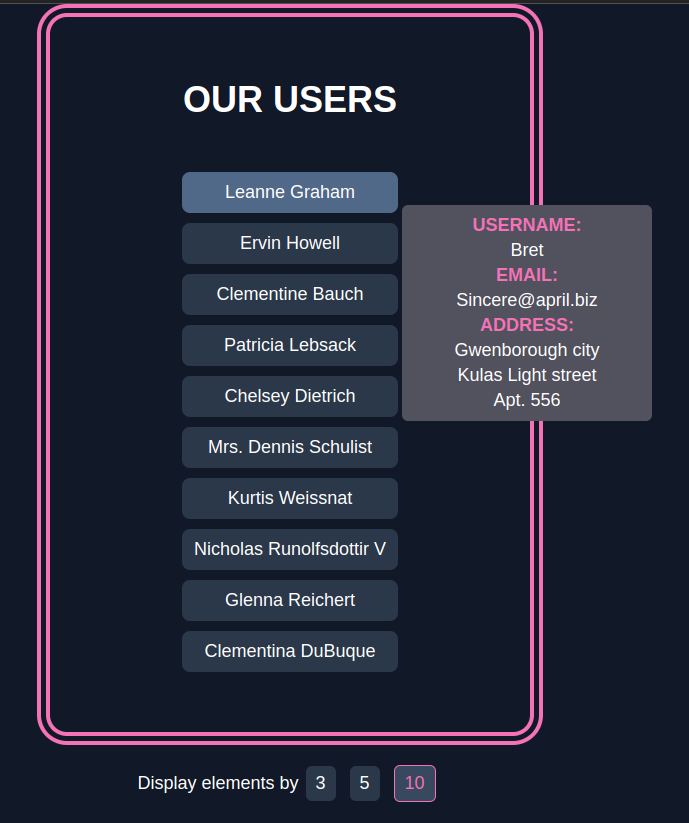 OUR USERS
Leanne Graham
USERNAME:
Bret
EMAIL:
Sincere@april.biz
ADDRESS:
Gwenborough city
Kulas Light street
Apt. 556
Ervin Howell
Clementine Bauch
Patricia Lebsack
Chelsey Dietrich
Mrs. Dennis Schulist
Kurtis Weissnat
Nicholas Runolfsdottir V
Glenna Reichert
Clementina DuBuque
Display elements by 3 5 10